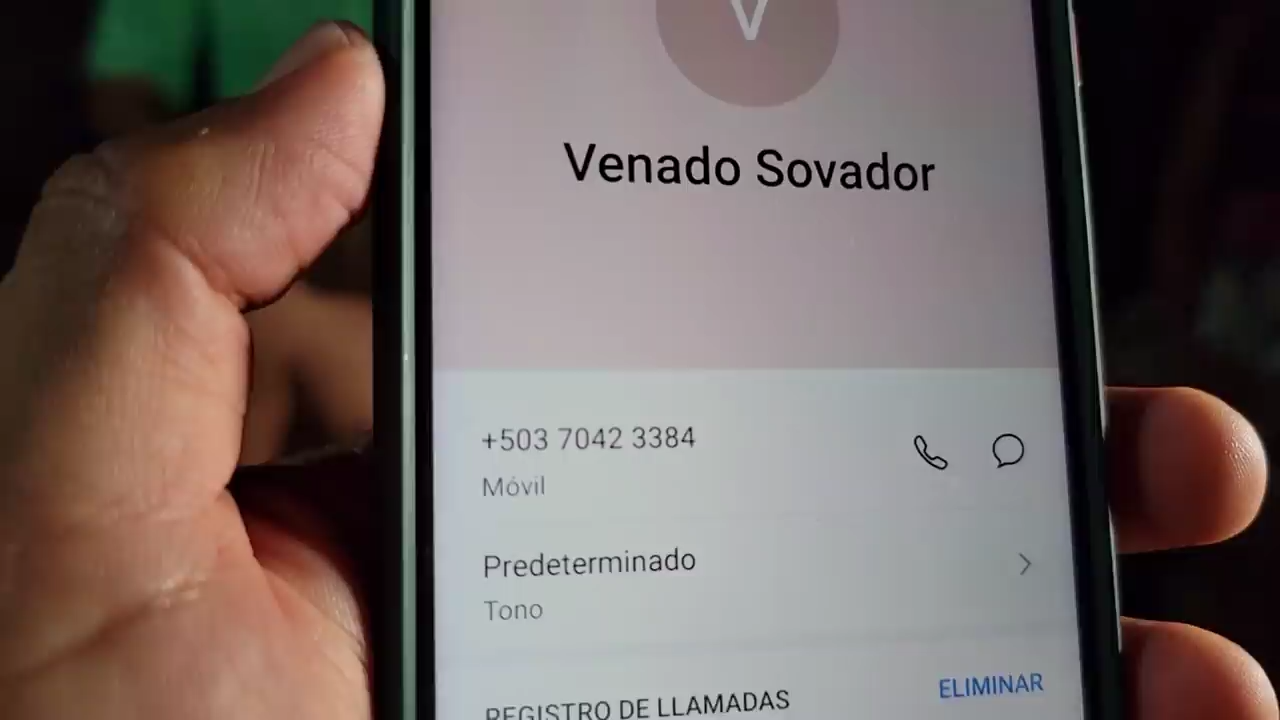 V
Venado Sovador
+503 7042 3384
Móvil
Predeterminado
Tono
REGISTRO DE LLAMADAS
ELIMINAR